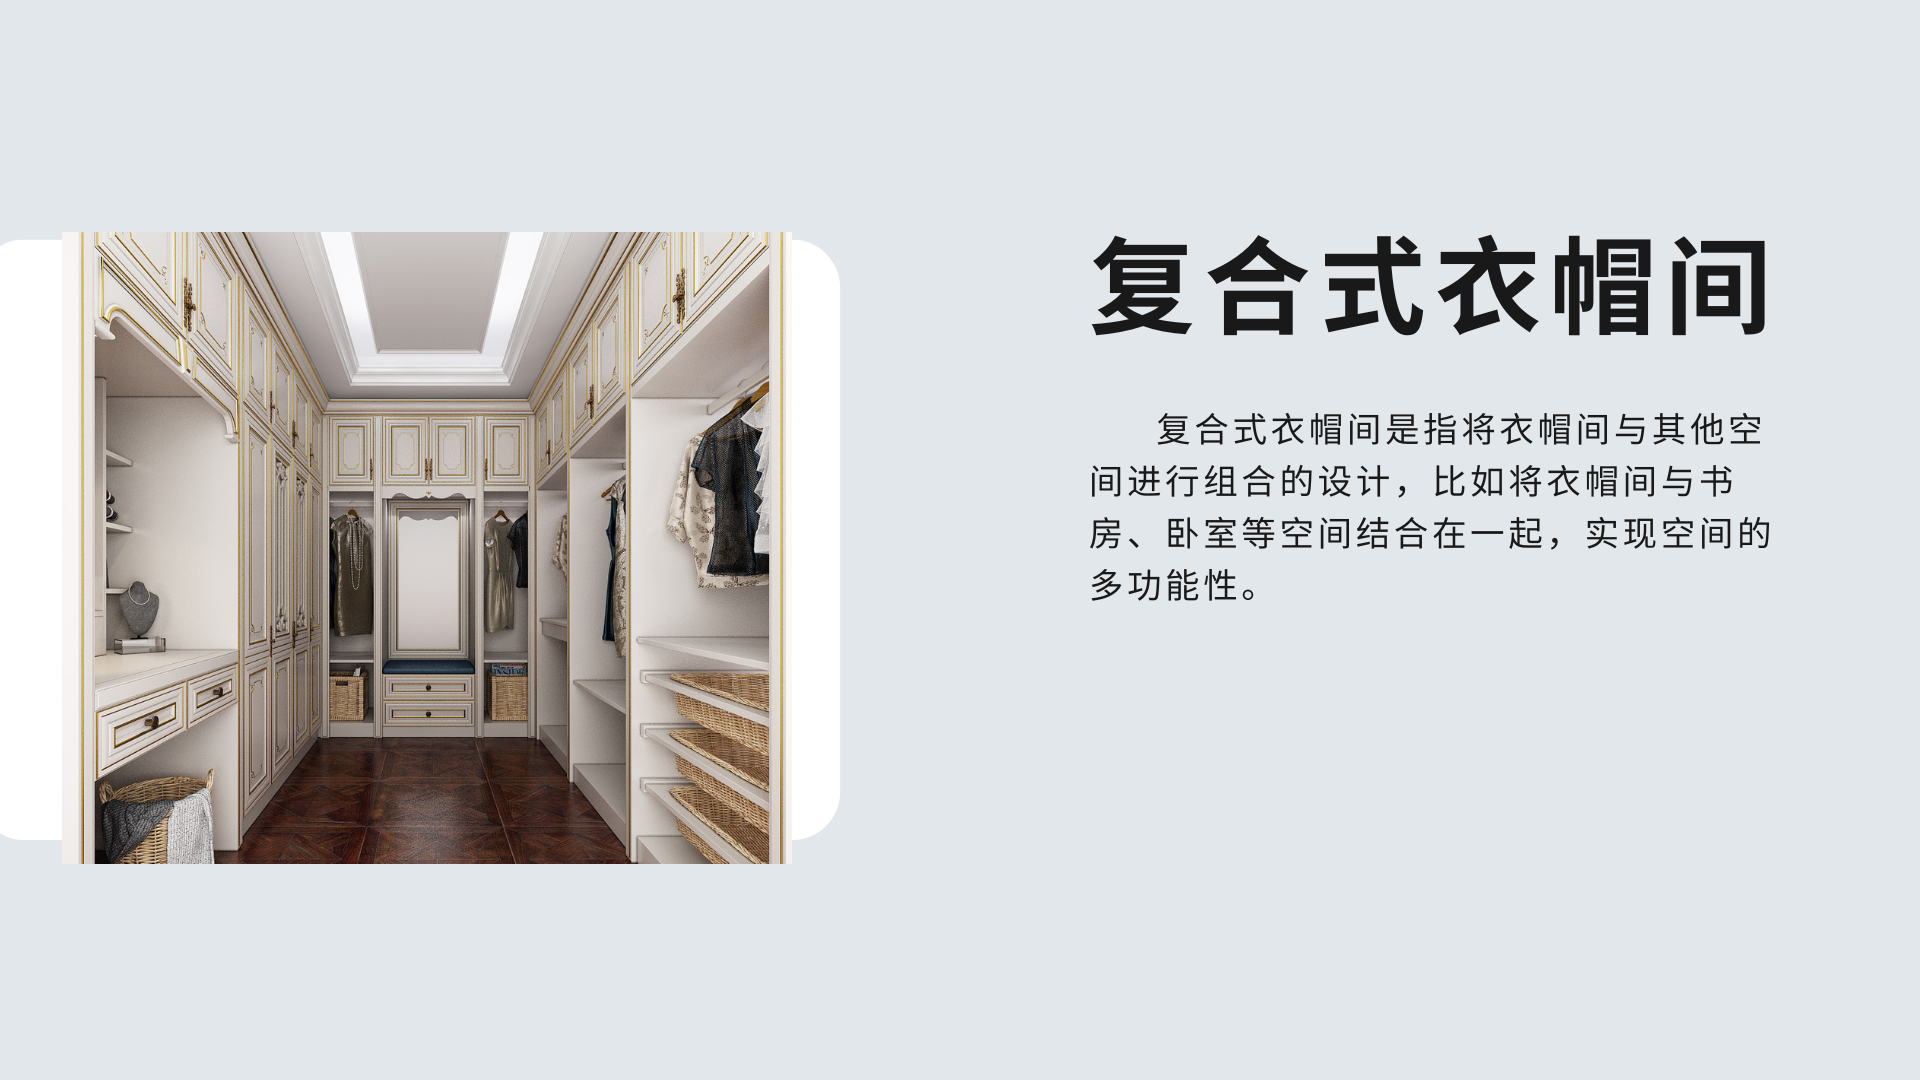 复合式衣帽间
复合式衣帽间是指将衣帽间与其他空
间进行组合的设计，比如将衣帽间与书
房、卧室等空间结合在一起，实现空间的
多功能性。